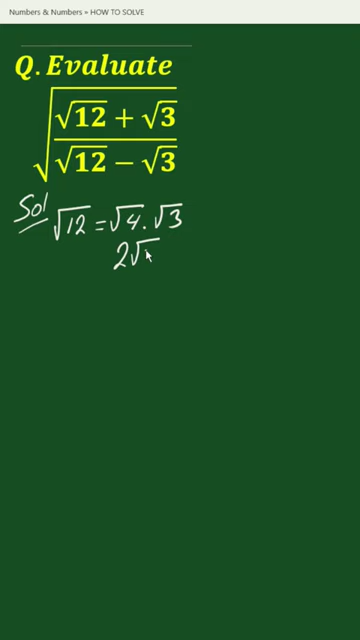 Numbers & Numbers > HOW TO SOLVE
Q. Evaluate
√((√12 + √3)/(√12 − √3))
Sol
√12 = √4 . √3
2√